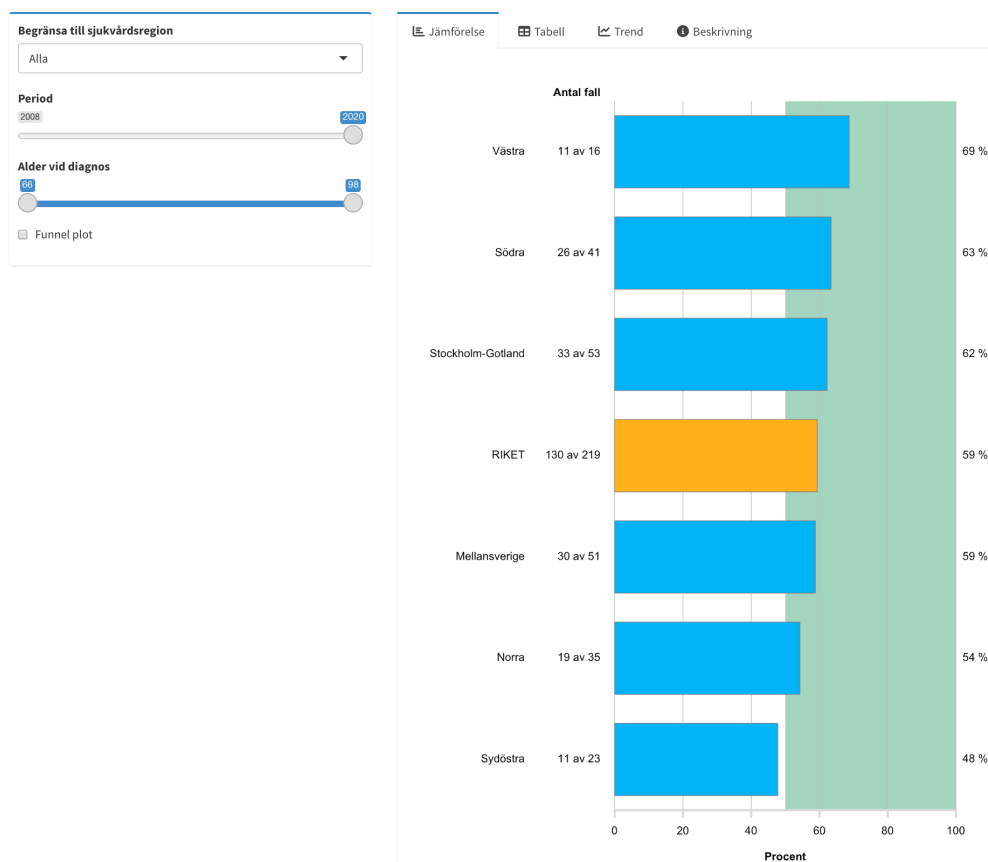 Begränsa till sjukvårdsregion
Alla
Period
2008
2020
Ålder vid diagnos
66
98
Funnel plot
Jämförelse
Tabell
Trend
Beskrivning
Antal fall
Västra 11 av 16 69 %
Södra 26 av 41 63 %
Stockholm-Gotland 33 av 53 62 %
RIKET 130 av 219 59 %
Mellansverige 30 av 51 59 %
Norra 19 av 35 54 %
Sydöstra 11 av 23 48 %
0 20 40 60 80 100
Procent